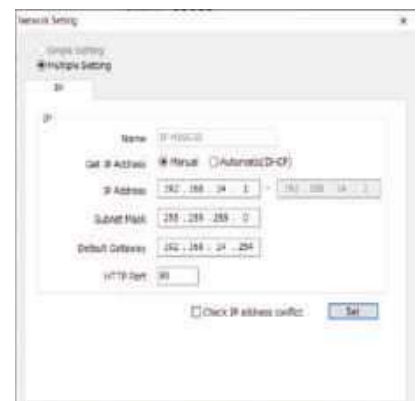 Network Setting
Simple Setting
Multiple Setting
IP
IP
Name
Get IP Address Manual Automatic(DHCP)
IP Address 192 . 168 . 14 . 1 - 192 . 168 . 14 . 
Subnet Mask 255 . 255 . 255 . 0
Default Gateway 192 . 168 . 14 . 254
HTTP Port 80
Check IP address conflict Set